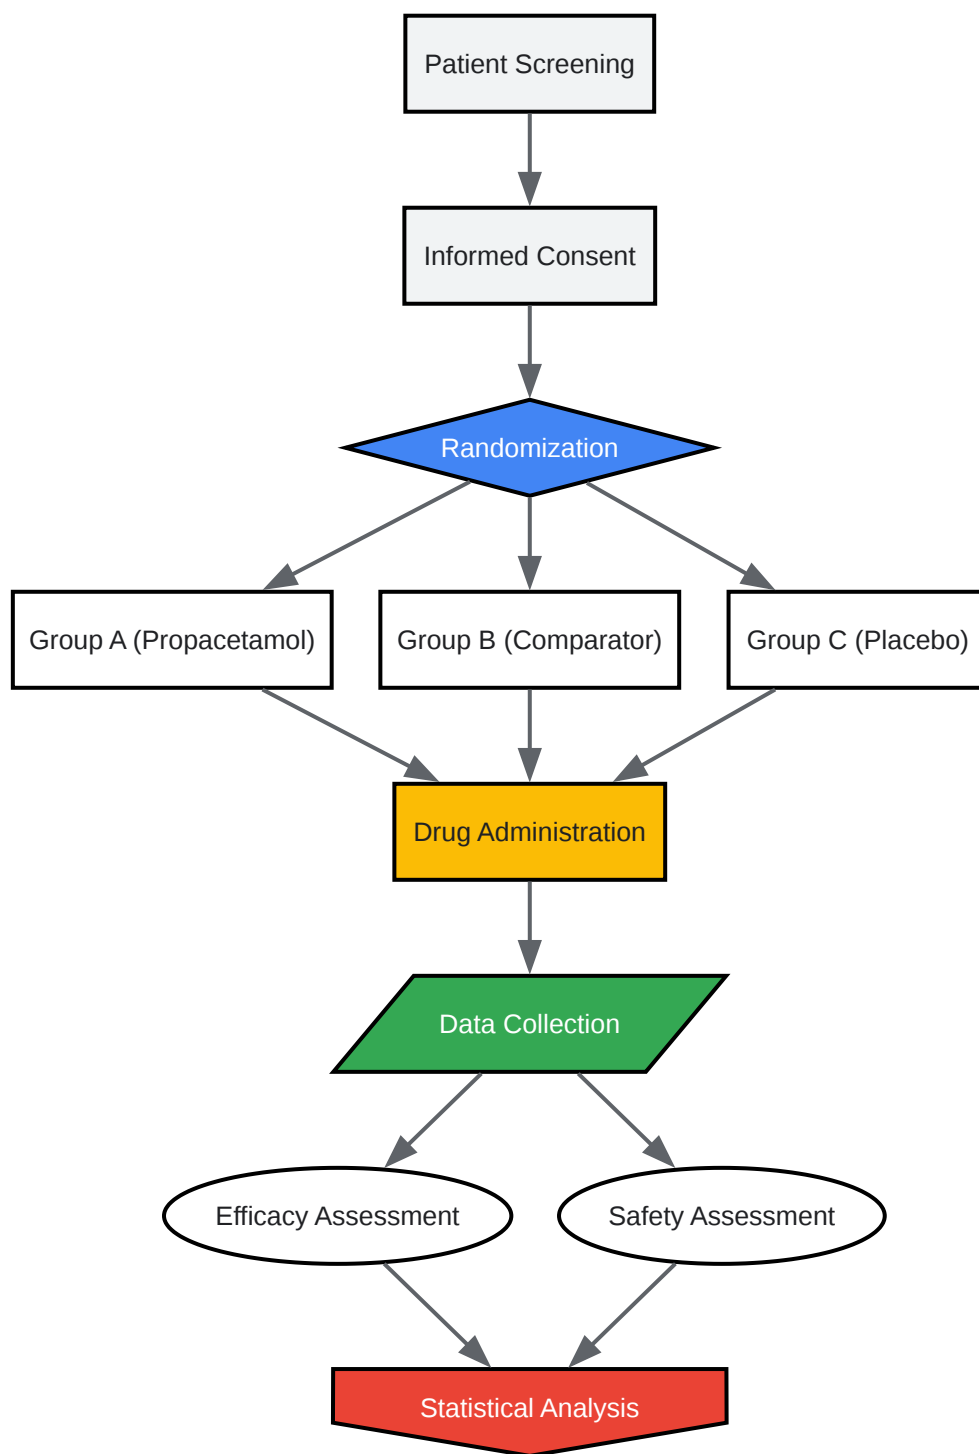 Patient Screening
Informed Consent
Randomization
Group A (Propacetamol)
Group B (Comparator)
Group C (Placebo)
Drug Administration
Data Collection
Efficacy Assessment
Safety Assessment
Statistical Analysis